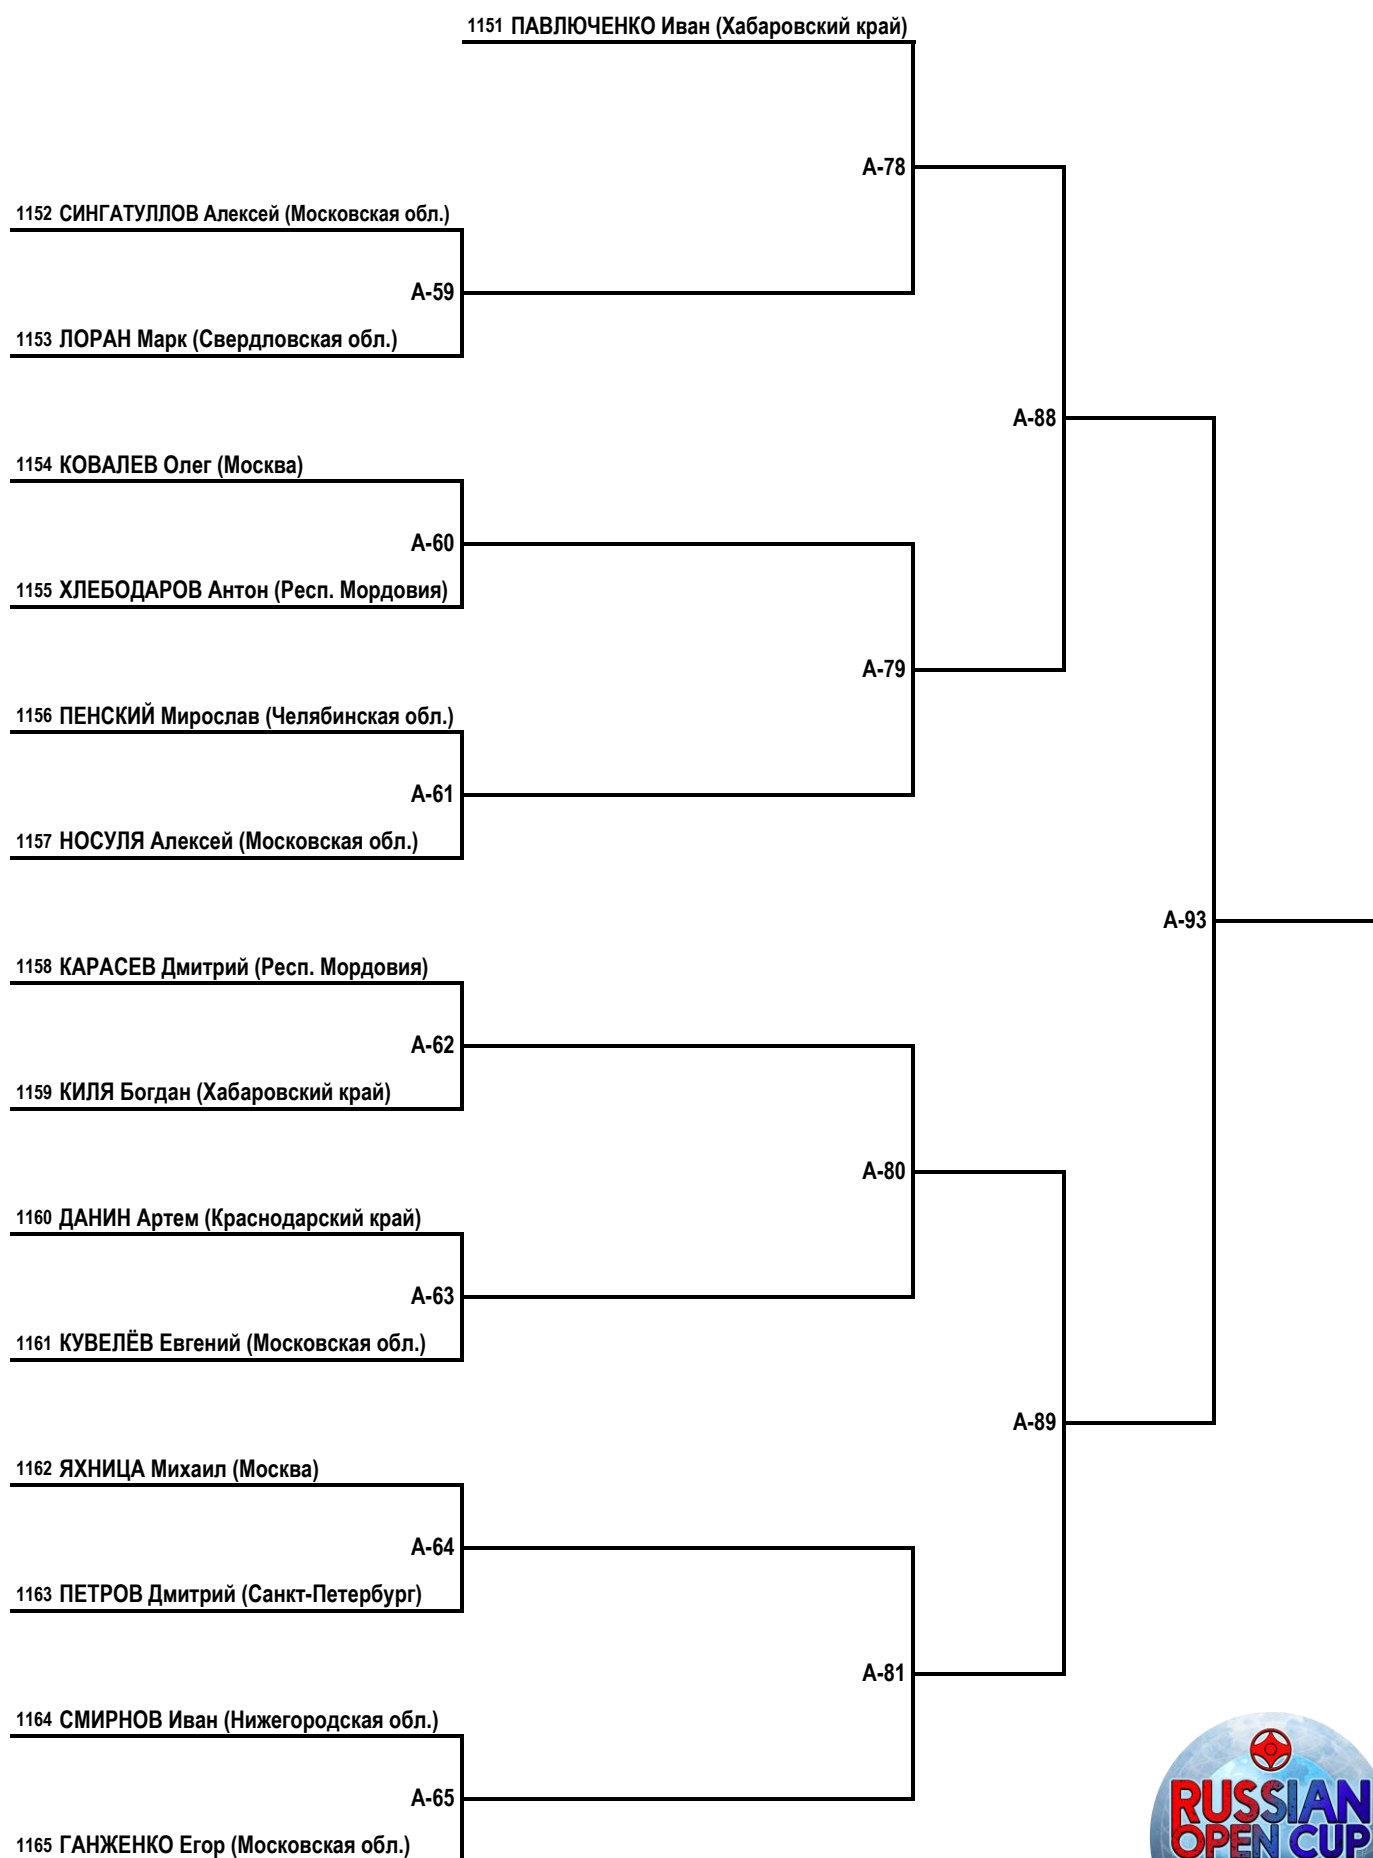 1151 ПАВЛЮЧЕНКО Иван (Хабаровский край)
А-78
1152 СИНГАТУЛЛОВ Алексей (Московская обл.)
А-59
1153 ЛОРАН Марк (Свердловская обл.)
А-88
1154 КОВАЛЕВ Олег (Москва)
А-60
1155 ХЛЕБОДАРОВ Антон (Респ. Мордовия)
А-79
1156 ПЕНСКИЙ Мирослав (Челябинская обл.)
А-61
1157 НОСУЛЯ Алексей (Московская обл.)
А-93
1158 КАРАСЕВ Дмитрий (Респ. Мордовия)
А-62
1159 КИЛЯ Богдан (Хабаровский край)
А-80
1160 ДАНИН Артем (Краснодарский край)
А-63
1161 КУВЕЛЁВ Евгений (Московская обл.)
А-89
1162 ЯХНИЦА Михаил (Москва)
А-64
1163 ПЕТРОВ Дмитрий (Санкт-Петербург)
А-81
1164 СМИРНОВ Иван (Нижегородская обл.)
А-65
1165 ГАНЖЕНКО Егор (Московская обл.)
RUSSIAN
OPEN CUP